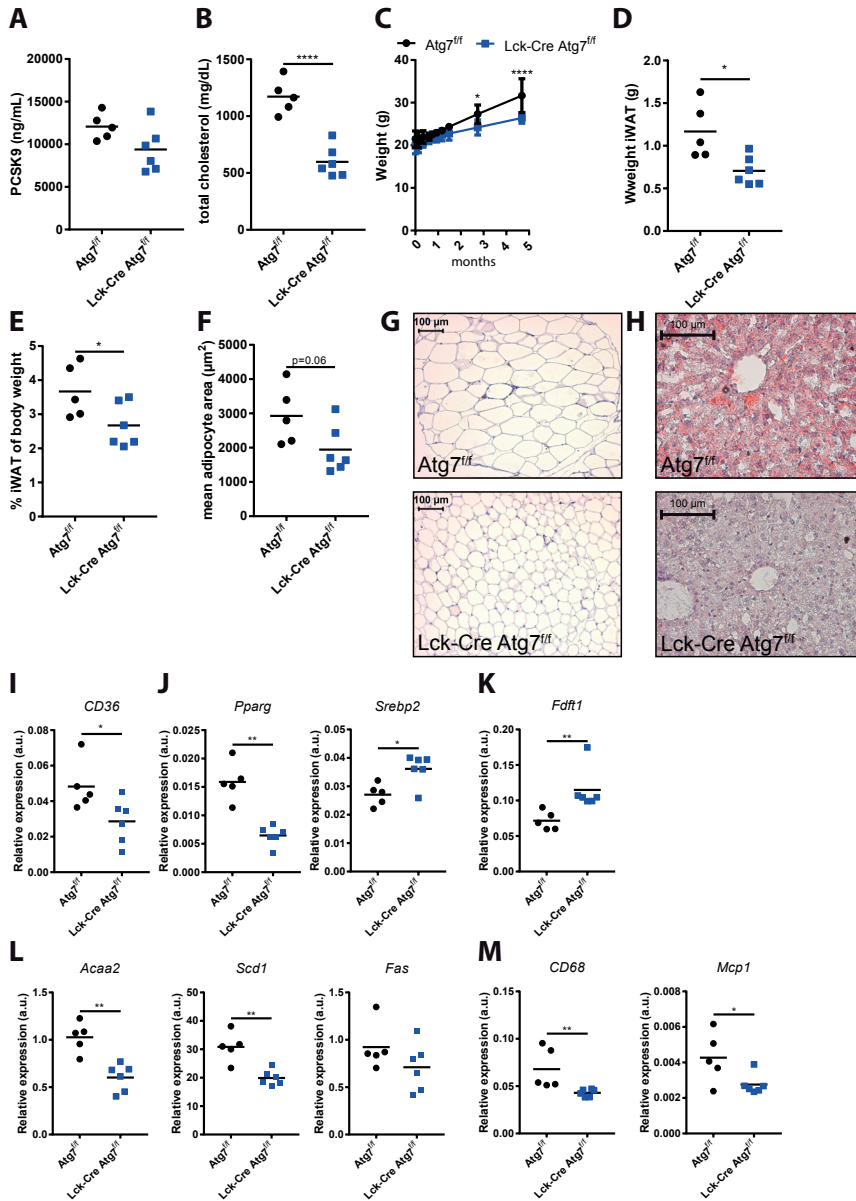 A
PCSK9 (ng/mL)
20000
15000
10000
5000
0
Atg7f/f
Lck-Cre Atg7f/f
B
total cholesterol (mg/dL)
1500
1000
500
0
****
Atg7f/f
Lck-Cre Atg7f/f
C
Atg7f/f
Lck-Cre Atg7f/f
Weight (g)
40
30
20
10
0
*
****
0 1 2 3 4 5
months
D
Wweight iWAT (g)
2.0
1.5
1.0
0.5
0.0
*
Atg7f/f
Lck-Cre Atg7f/f
E
% iWAT of body weight
5
4
3
2
1
0
*
Atg7f/f
Lck-Cre Atg7f/f
F
mean adipocyte area (µm2)
5000
4000
3000
2000
1000
0
p=0.06
Atg7f/f
Lck-Cre Atg7f/f
G
100 µm
Atg7f/f
100 µm
Lck-Cre Atg7f/f
H
100 µm
Atg7f/f
100 µm
Lck-Cre Atg7f/f
I
CD36
Relative expression (a.u.)
0.08
0.06
0.04
0.02
0.00
*
Atg7f/f
Lck-Cre Atg7f/f
J
Pparg
Relative expression (a.u.)
0.025
0.020
0.015
0.010
0.005
0.000
**
Atg7f/f
Lck-Cre Atg7f/f
Srebp2
Relative expression (a.u.)
0.05
0.04
0.03
0.02
0.01
0.00
*
Atg7f/f
Lck-Cre Atg7f/f
K
Fdft1
Relative expression (a.u.)
0.20
0.15
0.10
0.05
0.00
**
Atg7f/f
Lck-Cre Atg7f/f
L
Acaa2
Relative expression (a.u.)
1.5
1.0
0.5
0.0
**
Atg7f/f
Lck-Cre Atg7f/f
Scd1
Relative expression (a.u.)
50
40
30
20
10
0
**
Atg7f/f
Lck-Cre Atg7f/f
Fas
Relative expression (a.u.)
1.5
1.0
0.5
0.0
Atg7f/f
Lck-Cre Atg7f/f
M
CD68
Relative expression (a.u.)
0.15
0.10
0.05
0.00
**
Atg7f/f
Lck-Cre Atg7f/f
Mcp1
Relative expression (a.u.)
0.008
0.006
0.004
0.002
0.000
*
Atg7f/f
Lck-Cre Atg7f/f